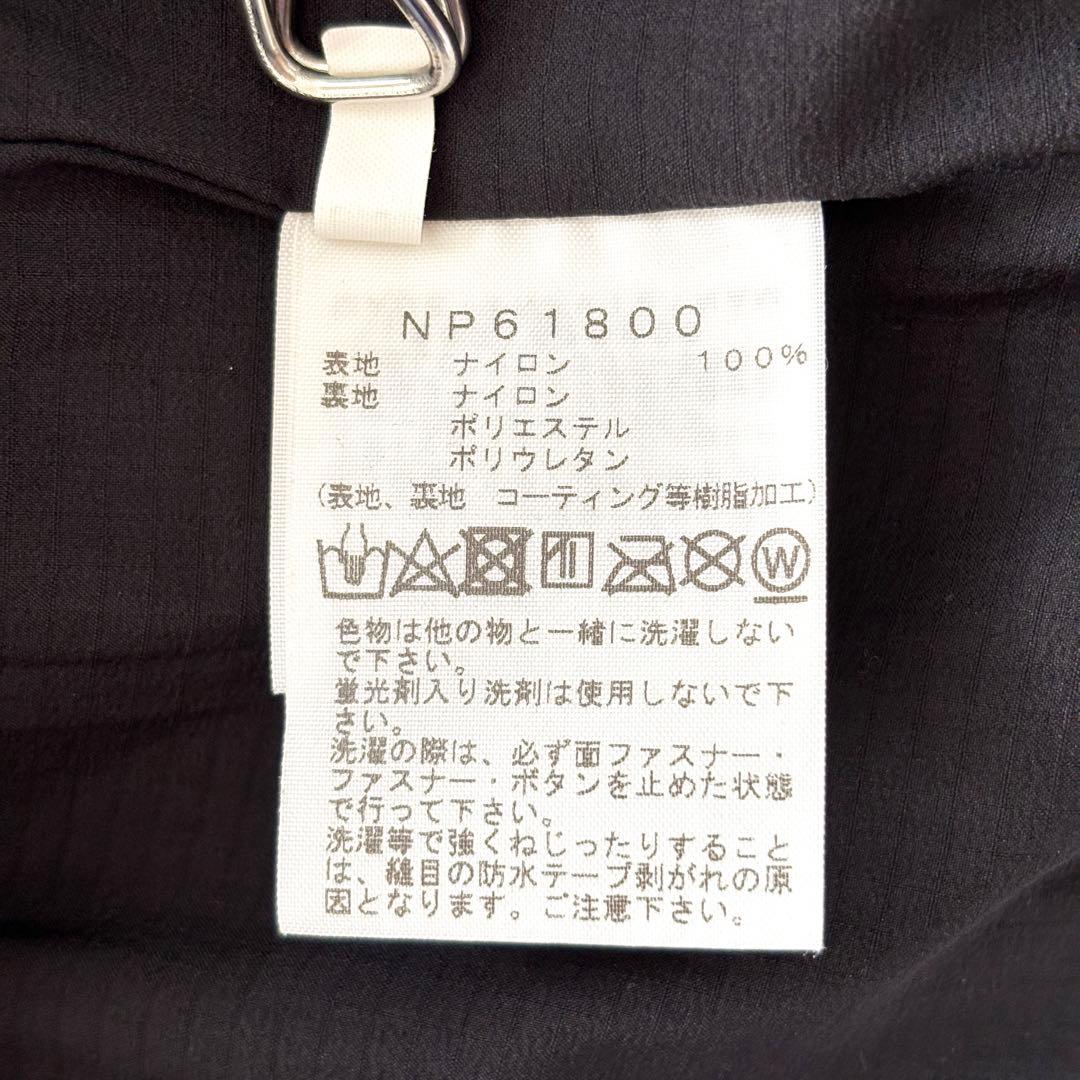 NP61800
表地 ナイロン 100%
裏地 ナイロン
ポリエステル
ポリウレタン
(表地、裏地 コーティング等樹脂加工)
W
色物は他の物と一緒に洗濯しない
で下さい。
蛍光剤入り洗剤は使用しないで下
さい。
洗濯の際は、必ず面ファスナー・
ファスナー・ボタンを止めた状態
で行って下さい。
洗濯等で強くねじったりすること
は、縫目の防水テープ剥がれの原
因となります。ご注意下さい。